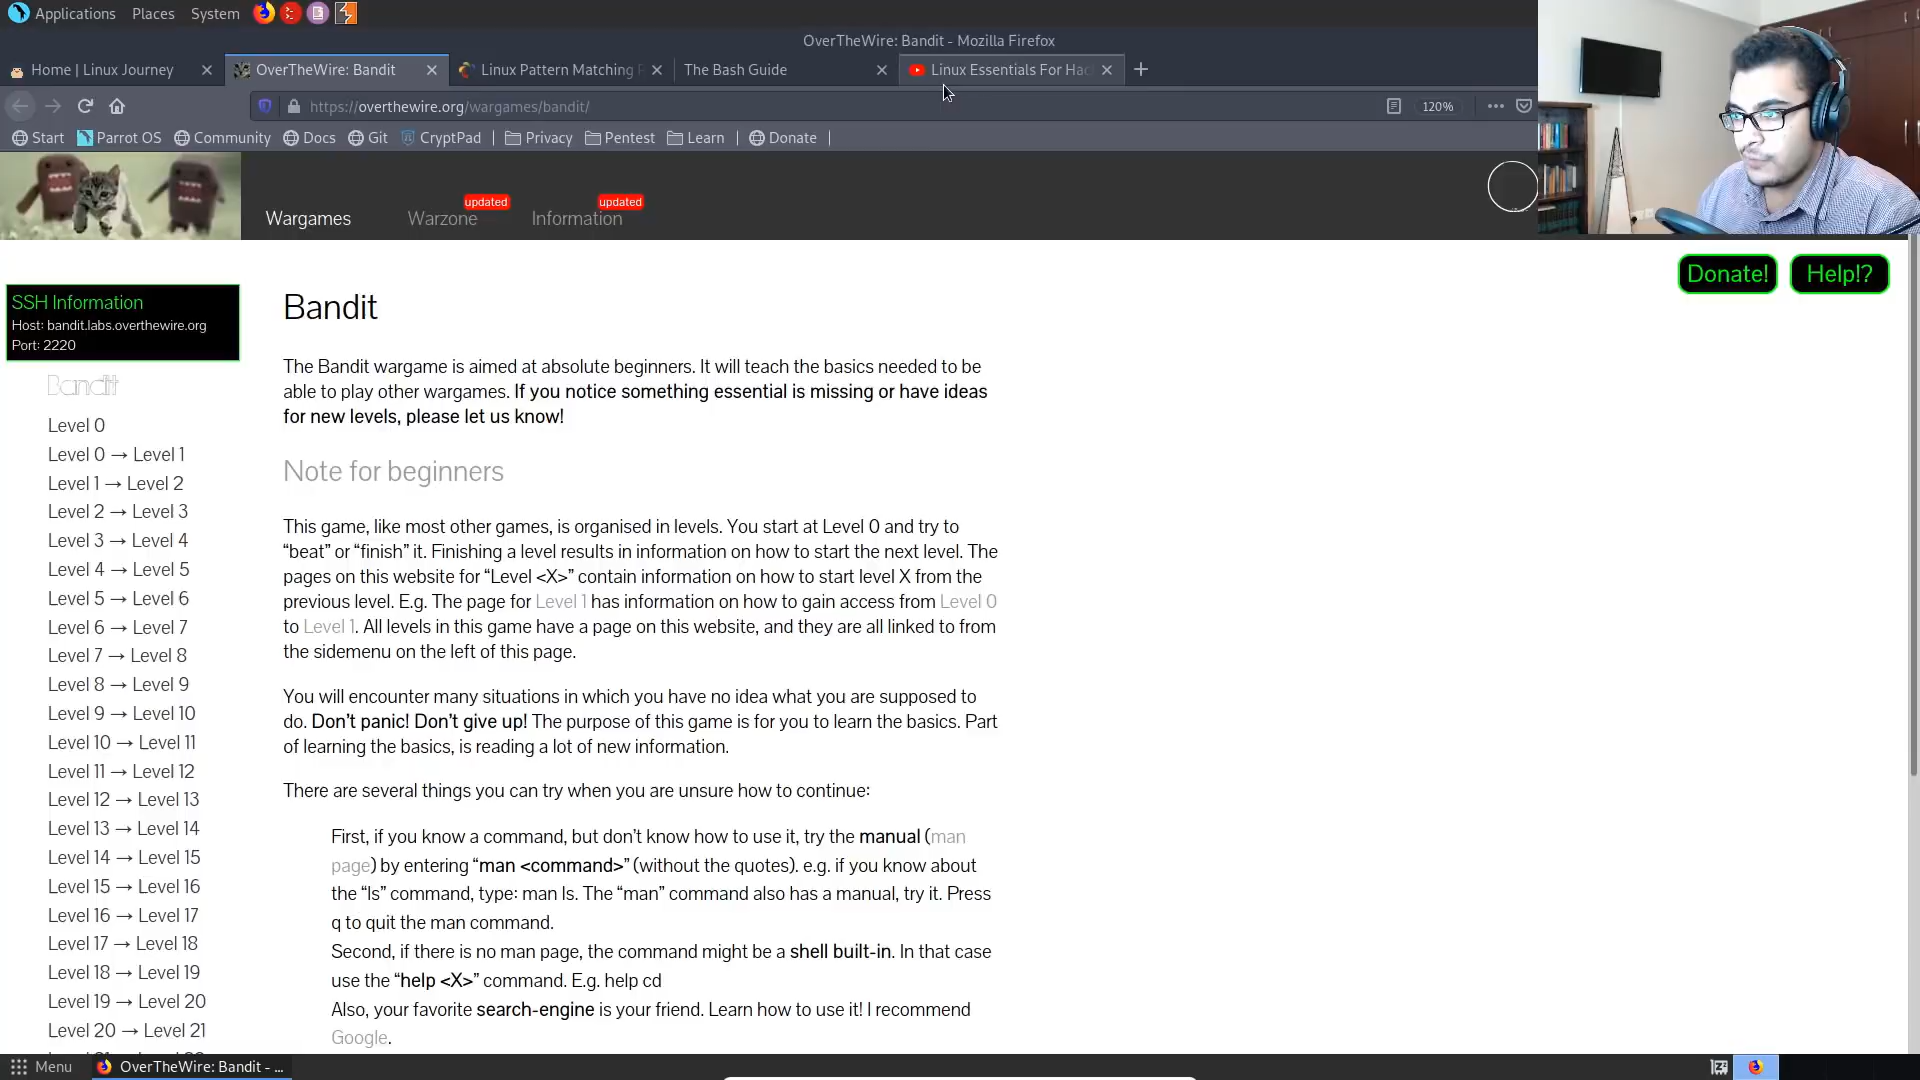 Applications Places System
OverTheWire: Bandit - Mozilla Firefox
Home | Linux Journey
OverTheWire: Bandit
Linux Pattern Matching
The Bash Guide
Linux Essentials For Hac
https://overthewire.org/wargames/bandit/
120%
Start Parrot OS Community Docs Git CryptPad Privacy Pentest Learn Donate
Wargames
Warzone
updated
Information
updated
Donate!
Help!?
SSH Information
Host: bandit.labs.overthewire.org
Port: 2220
Bandit
Level 0
Level 0 → Level 1
Level 1 → Level 2
Level 2 → Level 3
Level 3 → Level 4
Level 4 → Level 5
Level 5 → Level 6
Level 6 → Level 7
Level 7 → Level 8
Level 8 → Level 9
Level 9 → Level 10
Level 10 → Level 11
Level 11 → Level 12
Level 12 → Level 13
Level 13 → Level 14
Level 14 → Level 15
Level 15 → Level 16
Level 16 → Level 17
Level 17 → Level 18
Level 18 → Level 19
Level 19 → Level 20
Level 20 → Level 21
Bandit
The Bandit wargame is aimed at absolute beginners. It will teach the basics needed to be
able to play other wargames. If you notice something essential is missing or have ideas
for new levels, please let us know!
Note for beginners
This game, like most other games, is organised in levels. You start at Level 0 and try to
“beat” or “finish” it. Finishing a level results in information on how to start the next level. The
pages on this website for “Level <X>” contain information on how to start level X from the
previous level. E.g. The page for Level 1 has information on how to gain access from Level 0
to Level 1. All levels in this game have a page on this website, and they are all linked to from
the sidemenu on the left of this page.
You will encounter many situations in which you have no idea what you are supposed to
do. Don’t panic! Don’t give up! The purpose of this game is for you to learn the basics. Part
of learning the basics, is reading a lot of new information.
There are several things you can try when you are unsure how to continue:
First, if you know a command, but don’t know how to use it, try the manual (man
page) by entering “man <command>” (without the quotes). e.g. if you know about
the “ls” command, type: man ls. The “man” command also has a manual, try it. Press
q to quit the man command.
Second, if there is no man page, the command might be a shell built-in. In that case
use the “help <X>” command. E.g. help cd
Also, your favorite search-engine is your friend. Learn how to use it! I recommend
Google.
Menu
OverTheWire: Bandit - ...